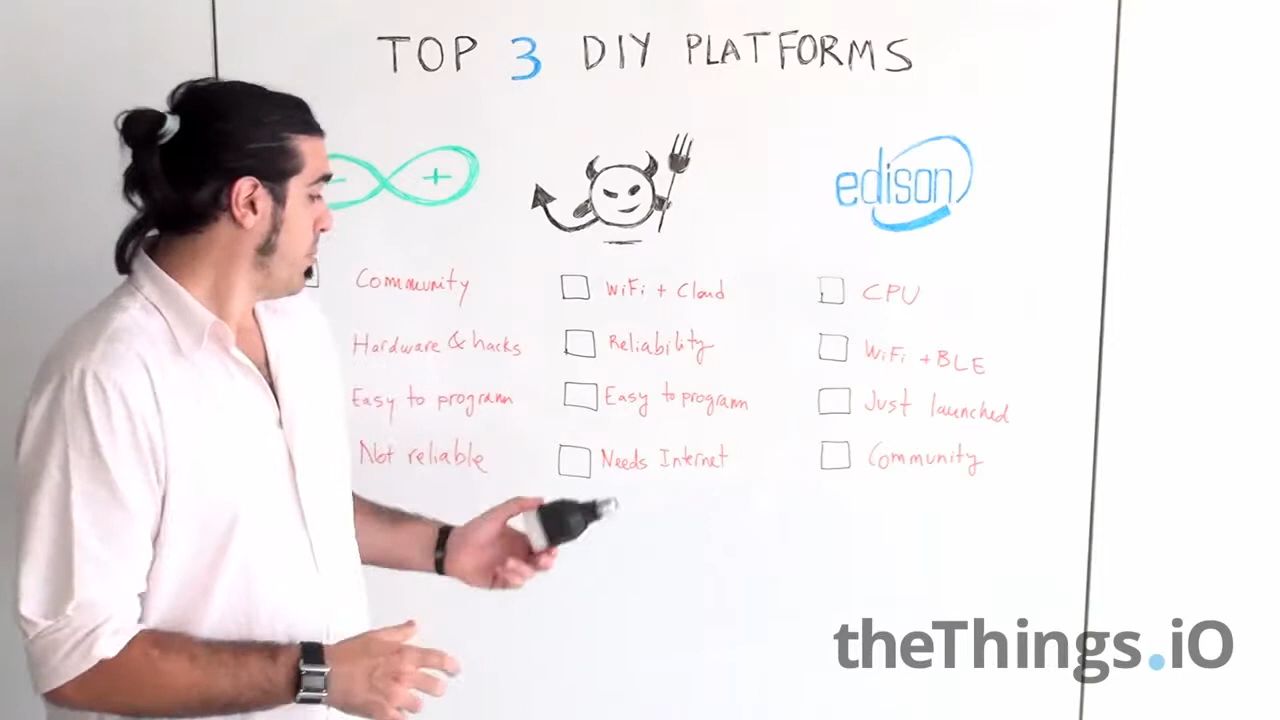 TOP 3 DIY PLATFORMS
- +
edison
Community
Hardware & hacks
Easy to program
Not reliable
WiFi + Cloud
Reliability
Easy to program
Needs Internet
CPU
WiFi + BLE
Just launched
Community
theThings.iO